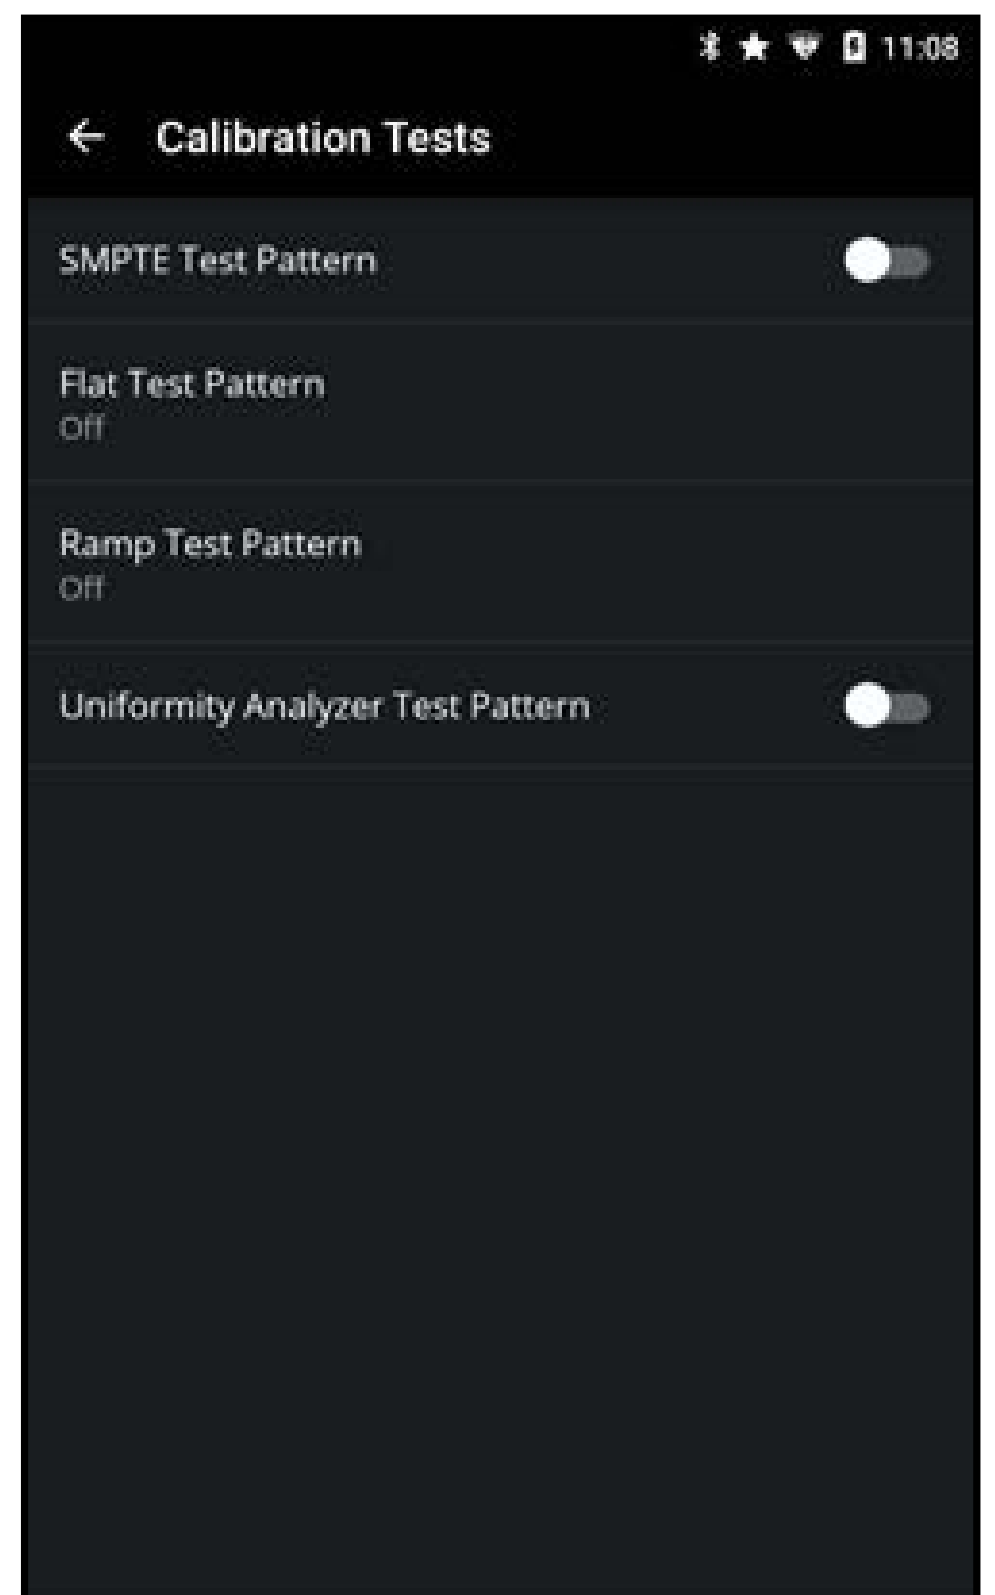 11:08
Calibration Tests
SMPTE Test Pattern
Flat Test Pattern
Off
Ramp Test Pattern
Off
Uniformity Analyzer Test Pattern